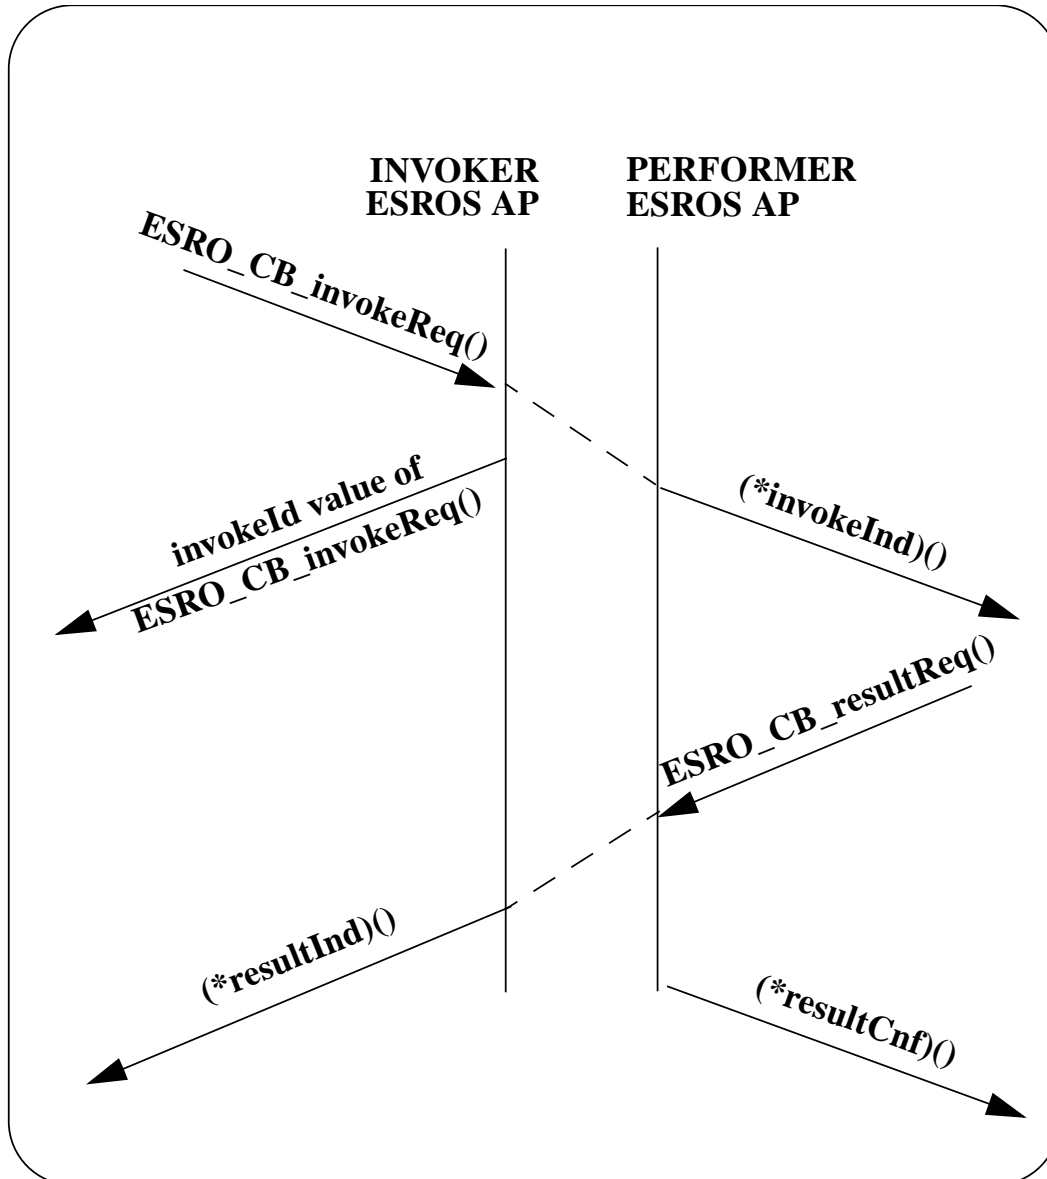 INVOKER
ESROS AP
PERFORMER
ESROS AP
ESRO_CB_invokeReq()
invokeId value of
ESRO_CB_invokeReq()
(*invokeInd)()
ESRO_CB_resultReq()
(*resultInd)()
(*resultCnf)()